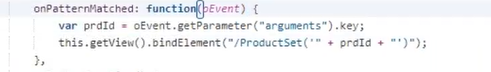 onPatternMatched: function(oEvent) {
var prdId = oEvent.getParameter("arguments").key;
this.getView().bindElement("/ProductSet('" + prdId + "')");
},